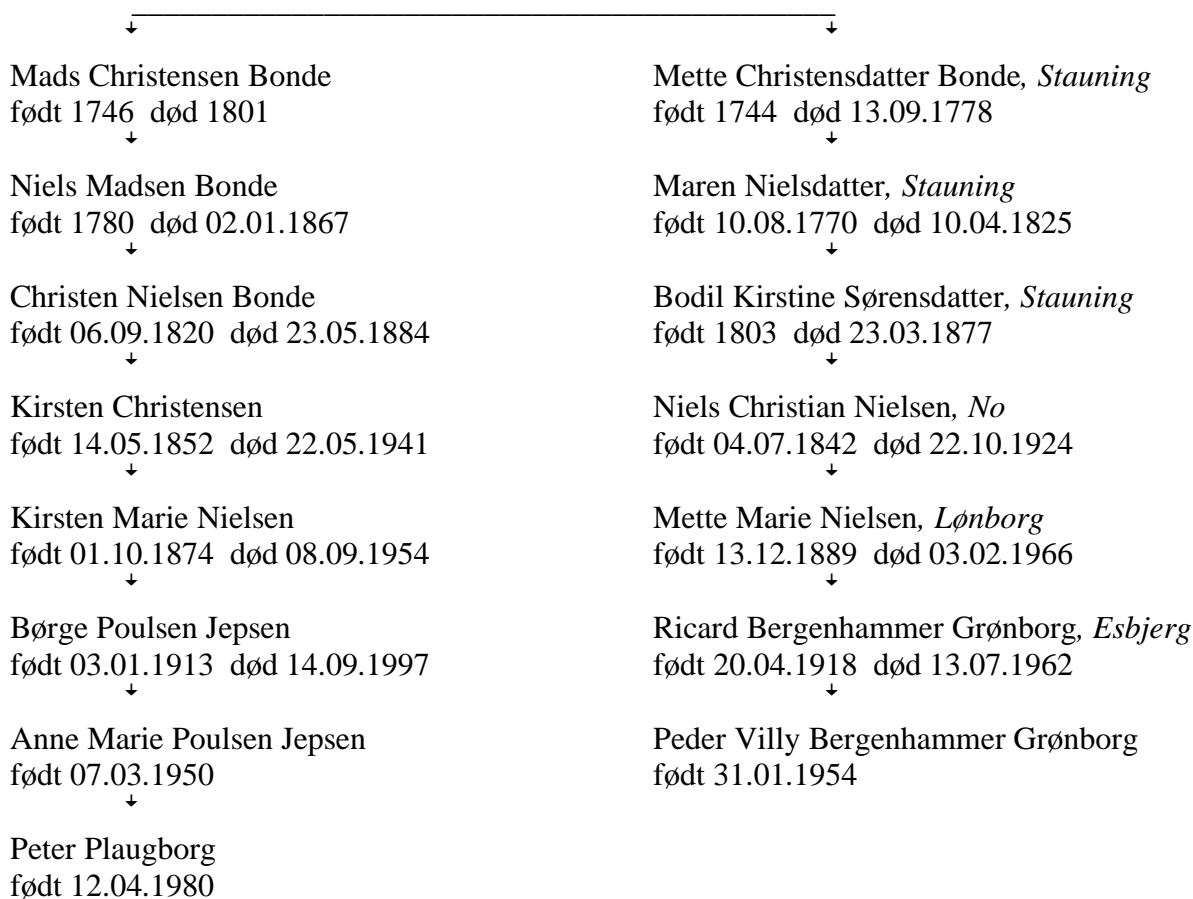 Mads Christensen Bonde
født 1746 død 1801
Niels Madsen Bonde
født 1780 død 02.01.1867
Christen Nielsen Bonde
født 06.09.1820 død 23.05.1884
Kirsten Christensen
født 14.05.1852 død 22.05.1941
Kirsten Marie Nielsen
født 01.10.1874 død 08.09.1954
Børge Poulsen Jepsen
født 03.01.1913 død 14.09.1997
Anne Marie Poulsen Jepsen
født 07.03.1950
Peter Plaugborg
født 12.04.1980
Mette Christensdatter Bonde, Stauning
født 1744 død 13.09.1778
Maren Nielsdatter, Stauning
født 10.08.1770 død 10.04.1825
Bodil Kirstine Sørensdatter, Stauning
født 1803 død 23.03.1877
Niels Christian Nielsen, No
født 04.07.1842 død 22.10.1924
Mette Marie Nielsen, Lønborg
født 13.12.1889 død 03.02.1966
Ricard Bergenhammer Grønborg, Esbjerg
født 20.04.1918 død 13.07.1962
Peder Villy Bergenhammer Grønborg
født 31.01.1954